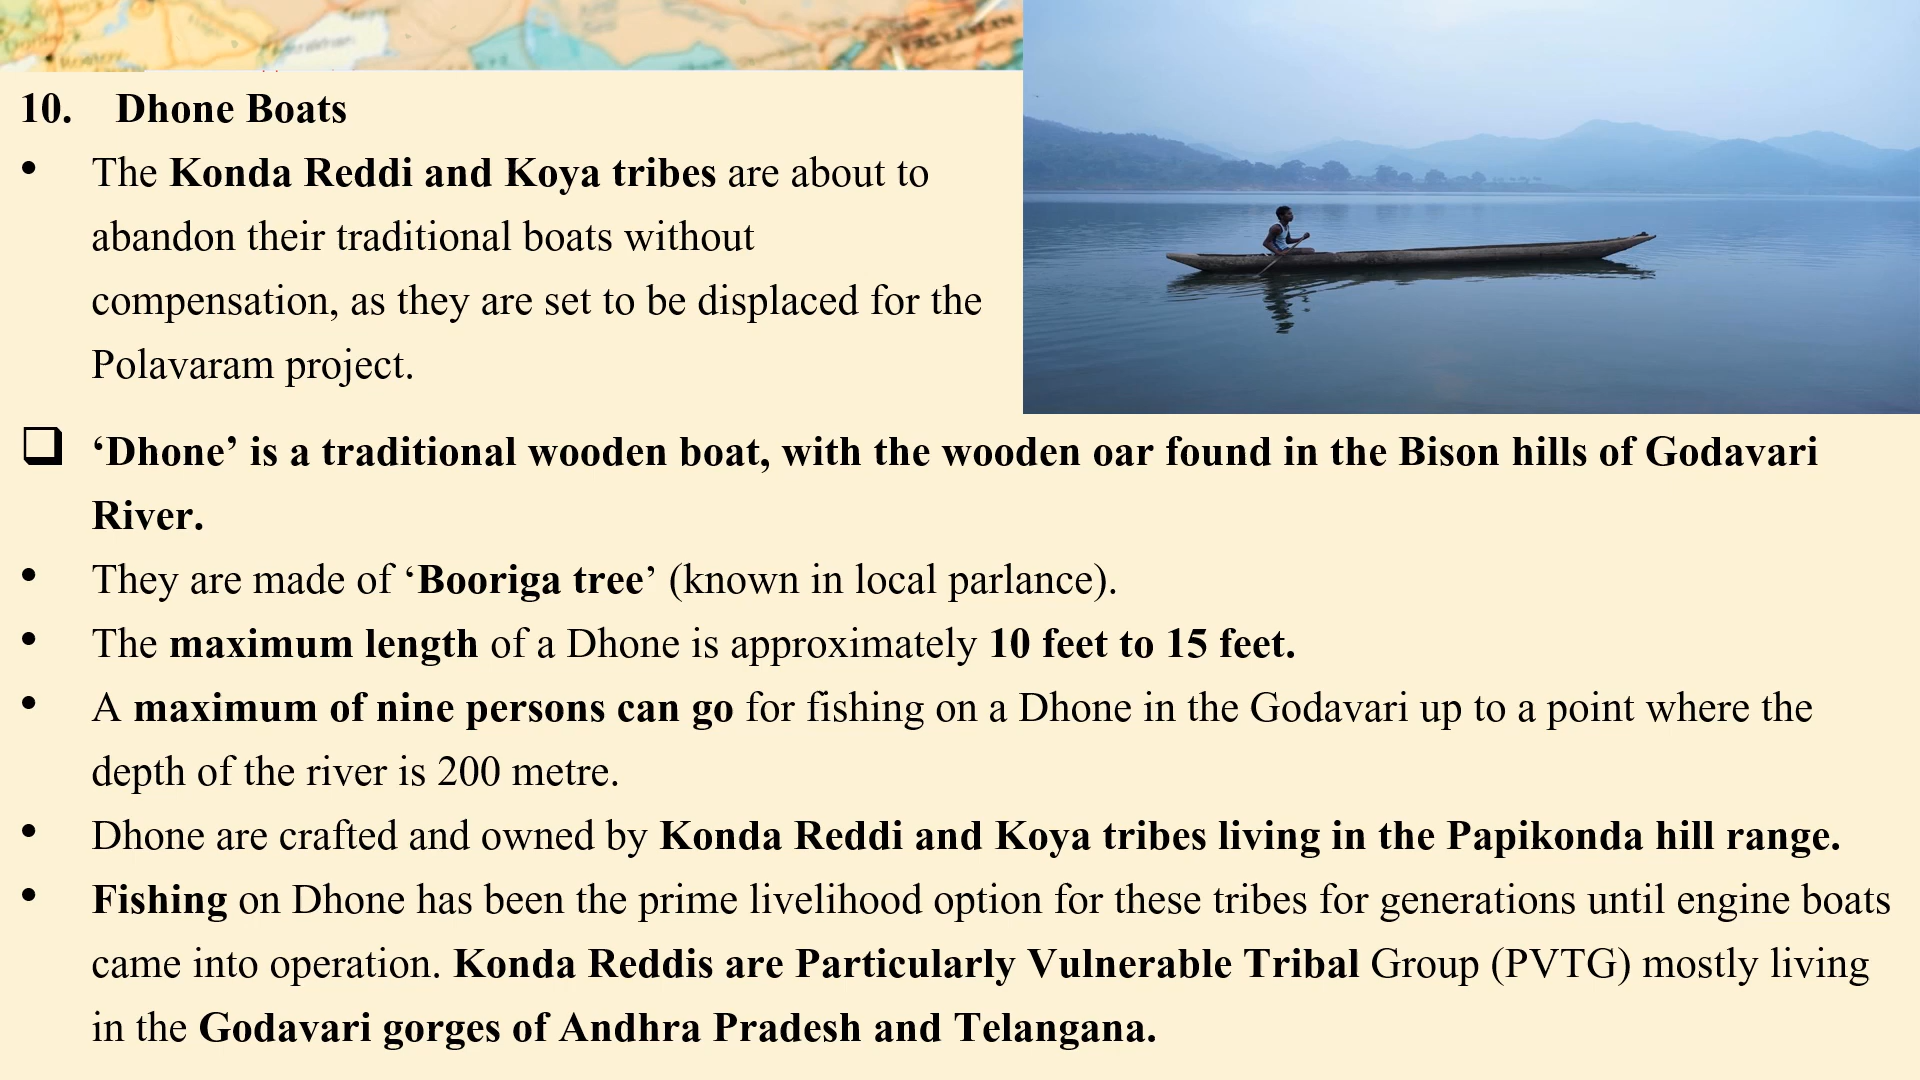 10. Dhone Boats
• The Konda Reddi and Koya tribes are about to
abandon their traditional boats without
compensation, as they are set to be displaced for the
Polavaram project.
❑ ‘Dhone’ is a traditional wooden boat, with the wooden oar found in the Bison hills of Godavari
River.
• They are made of ‘Booriga tree’ (known in local parlance).
• The maximum length of a Dhone is approximately 10 feet to 15 feet.
• A maximum of nine persons can go for fishing on a Dhone in the Godavari up to a point where the
depth of the river is 200 metre.
• Dhone are crafted and owned by Konda Reddi and Koya tribes living in the Papikonda hill range.
• Fishing on Dhone has been the prime livelihood option for these tribes for generations until engine boats
came into operation. Konda Reddis are Particularly Vulnerable Tribal Group (PVTG) mostly living
in the Godavari gorges of Andhra Pradesh and Telangana.